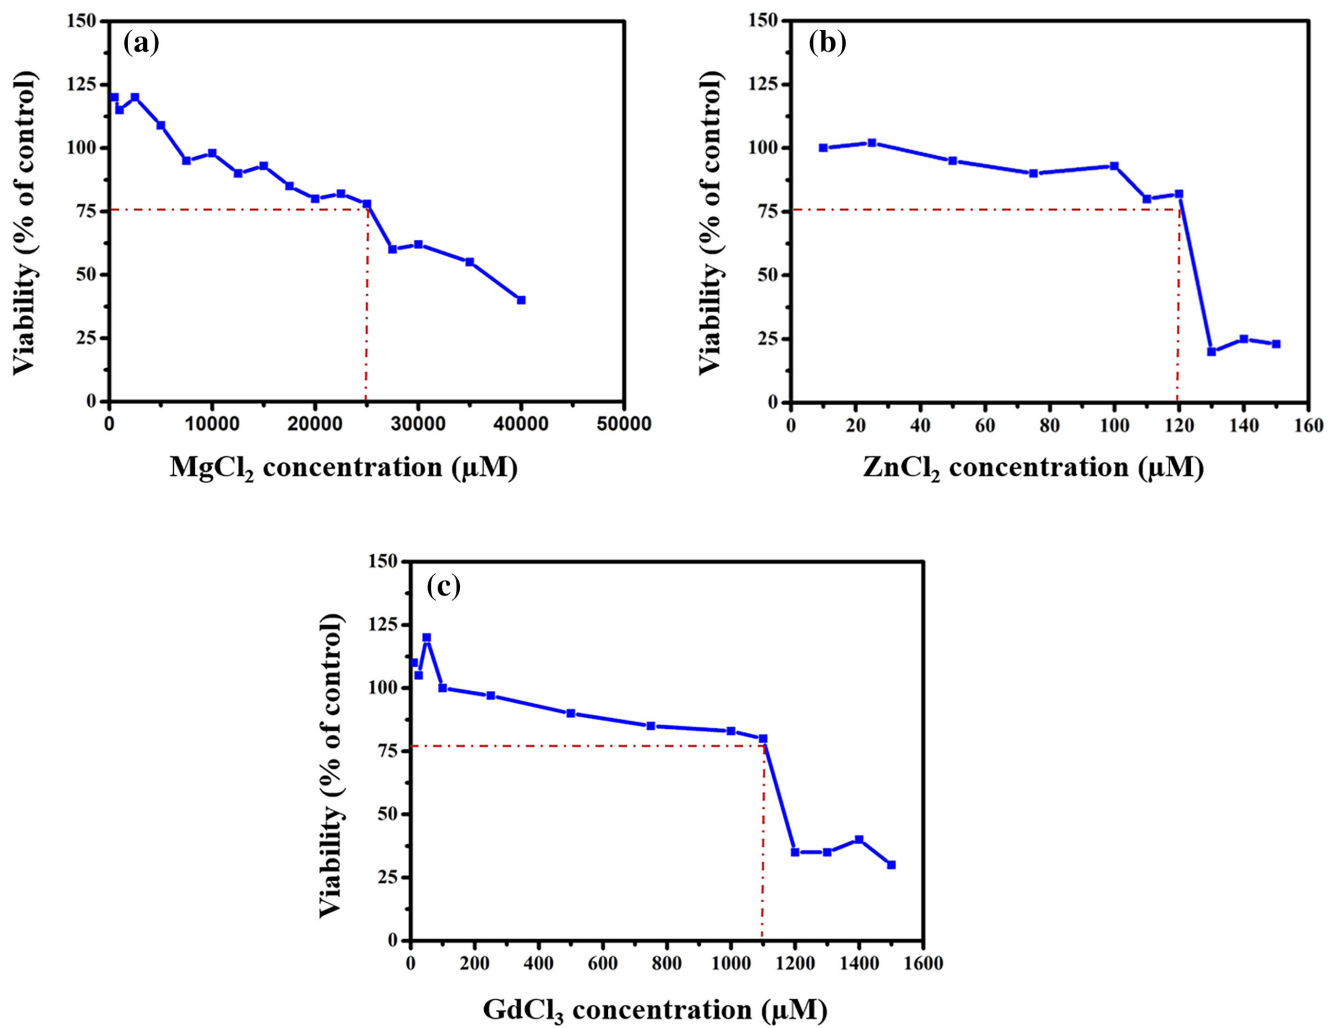 (a)
Viability (% of control)
150
125
100
75
50
25
0
0 10000 20000 30000 40000 50000
MgCl₂ concentration (µM)
(b)
Viability (% of control)
150
125
100
75
50
25
0
0 20 40 60 80 100 120 140 160
ZnCl₂ concentration (µM)
(c)
Viability (% of control)
150
125
100
75
50
25
0
0 200 400 600 800 1000 1200 1400 1600
GdCl₃ concentration (µM)